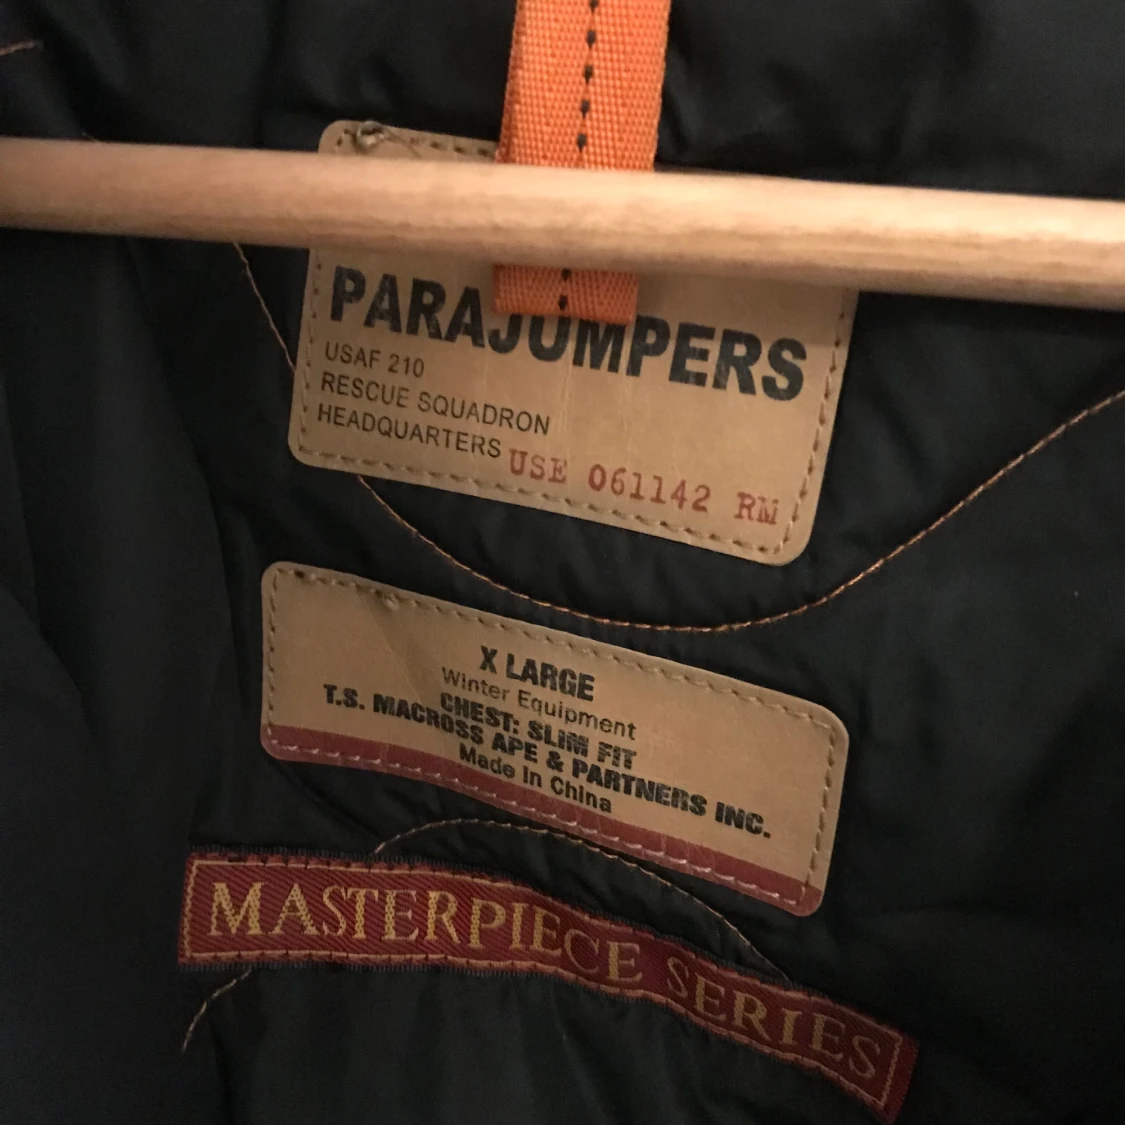 PARAJUMPERS
USAF 210
RESCUE SQUADRON
HEADQUARTERS
USE 061142 RM
X LARGE
Winter Equipment
CHEST: SLIM FIT
T.S. MACROSS APE & PARTNERS INC.
Made in China
MASTERPIECE SERIES